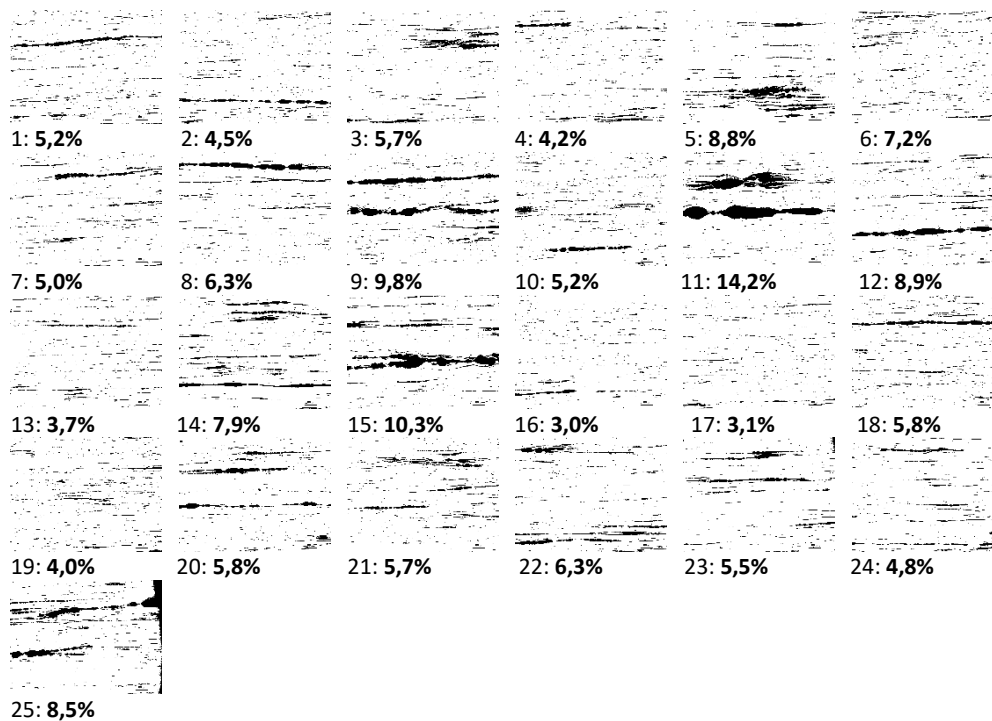 1: 5,2% 2: 4,5% 3: 5,7% 4: 4,2% 5: 8,8% 6: 7,2%
7: 5,0% 8: 6,3% 9: 9,8% 10: 5,2% 11: 14,2% 12: 8,9%
13: 3,7% 14: 7,9% 15: 10,3% 16: 3,0% 17: 3,1% 18: 5,8%
19: 4,0% 20: 5,8% 21: 5,7% 22: 6,3% 23: 5,5% 24: 4,8%
25: 8,5%